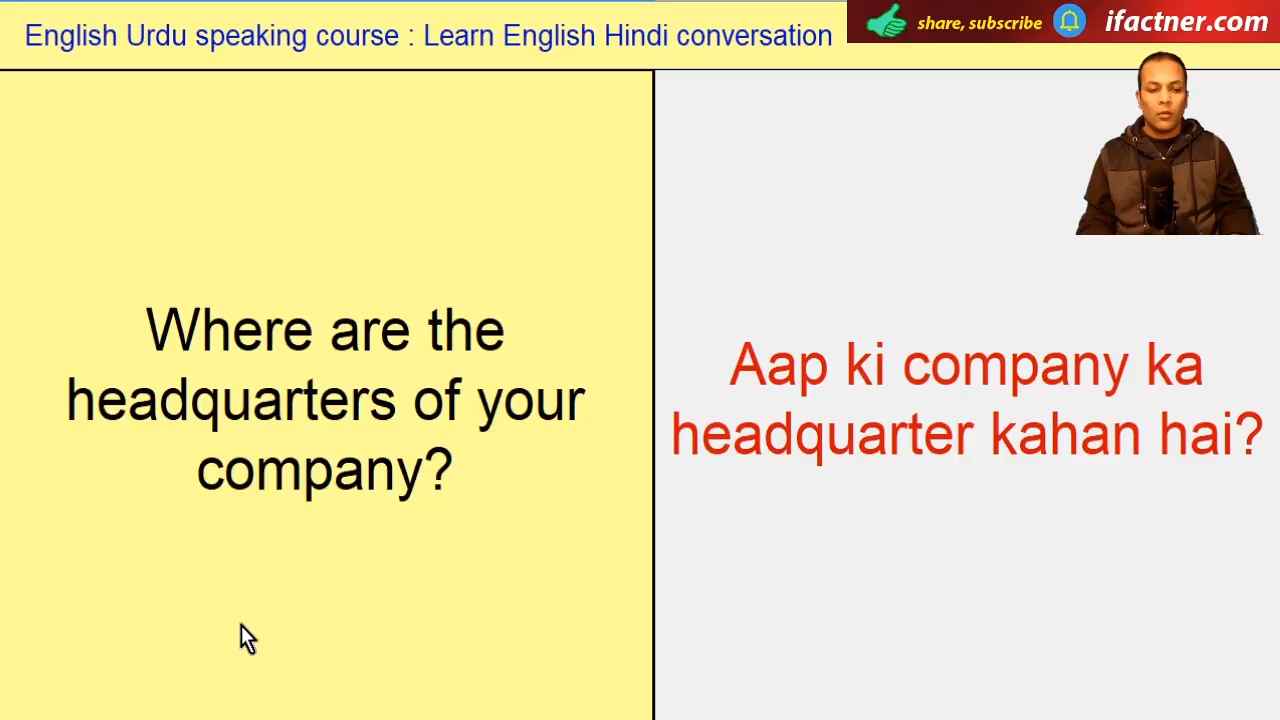 English Urdu speaking course : Learn English Hindi conversation
share, subscribe
ifactner.com
Where are the
headquarters of your
company?
Aap ki company ka
headquarter kahan hai?